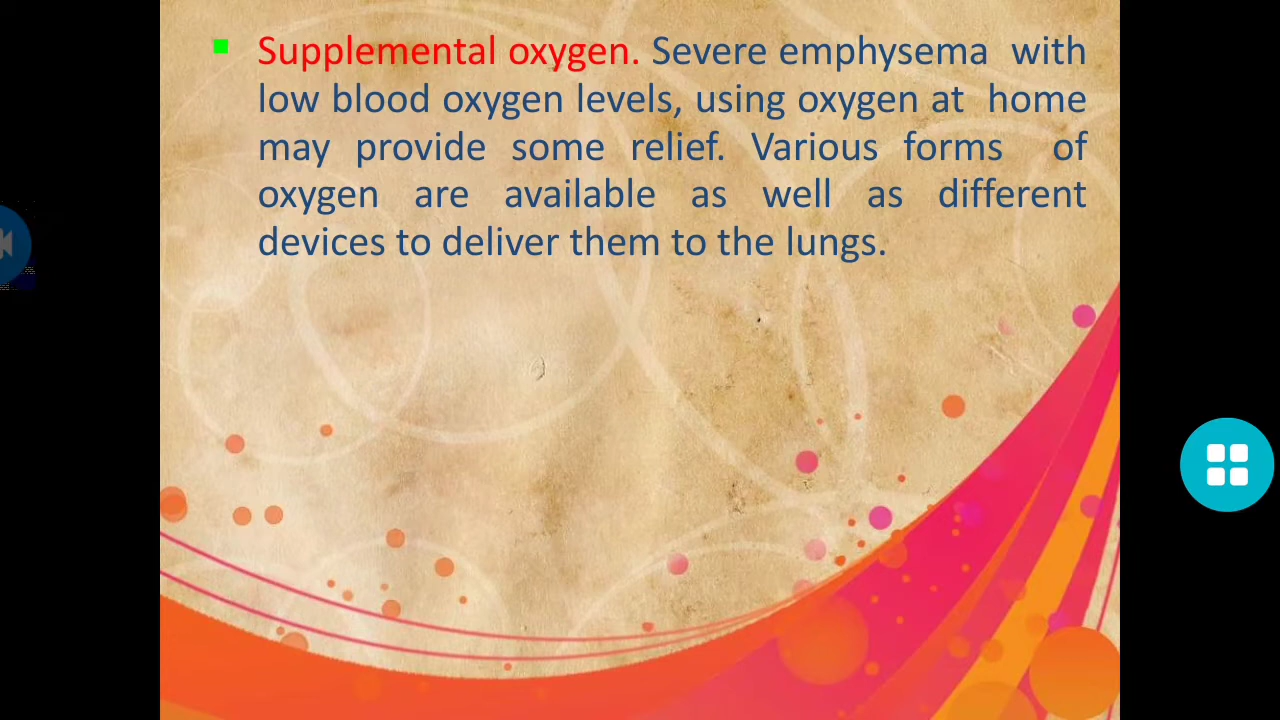 Supplemental oxygen. Severe emphysema with
low blood oxygen levels, using oxygen at home
may provide some relief. Various forms of
oxygen are available as well as different
devices to deliver them to the lungs.